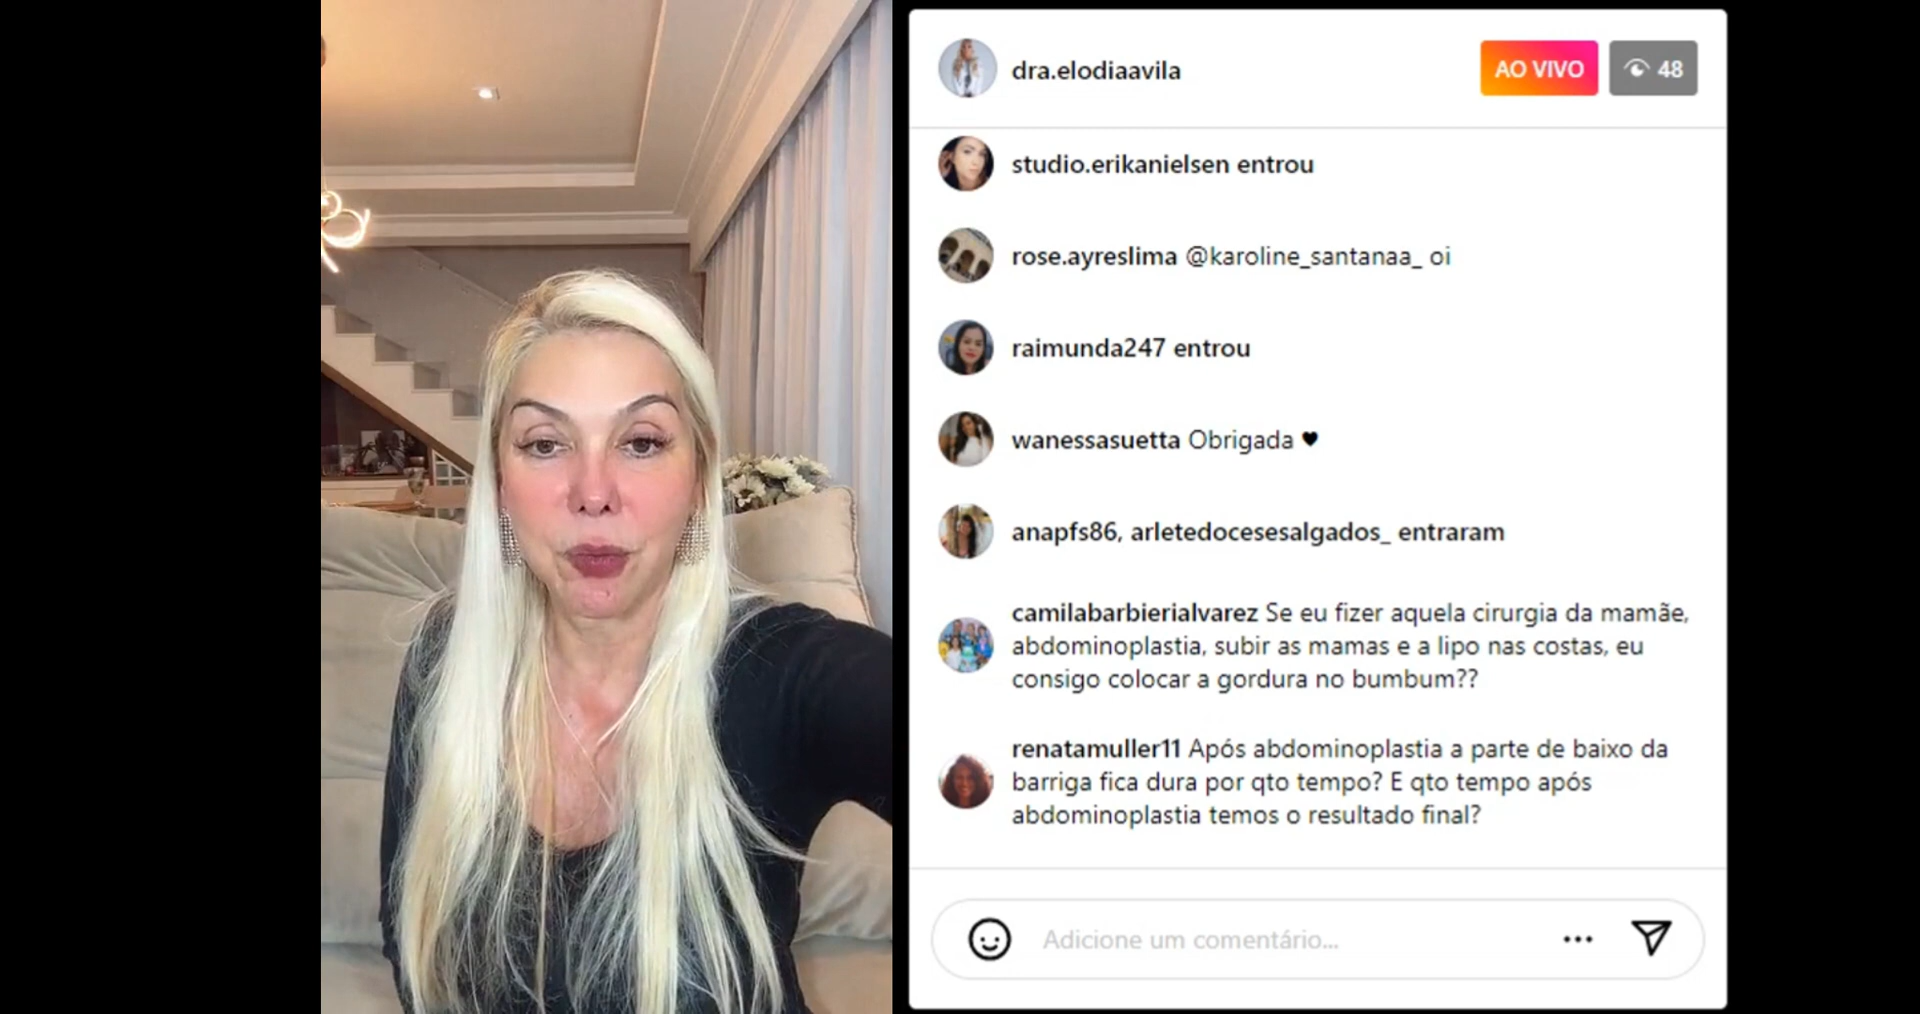 dra.elodiaavila
AO VIVO
48
studio.erikanielsen entrou
rose.ayreslima @karoline_santanaa_ oi
raimunda247 entrou
wanessasuetta Obrigada ♥
anapfs86, arletedocesesalgados_ entraram
camilabarbierialvarez Se eu fizer aquela cirurgia da mamãe,
abdominoplastia, subir as mamas e a lipo nas costas, eu
consigo colocar a gordura no bumbum??
renatamuller11 Após abdominoplastia a parte de baixo da
barriga fica dura por qto tempo? E qto tempo após
abdominoplastia temos o resultado final?
Adicione um comentário...